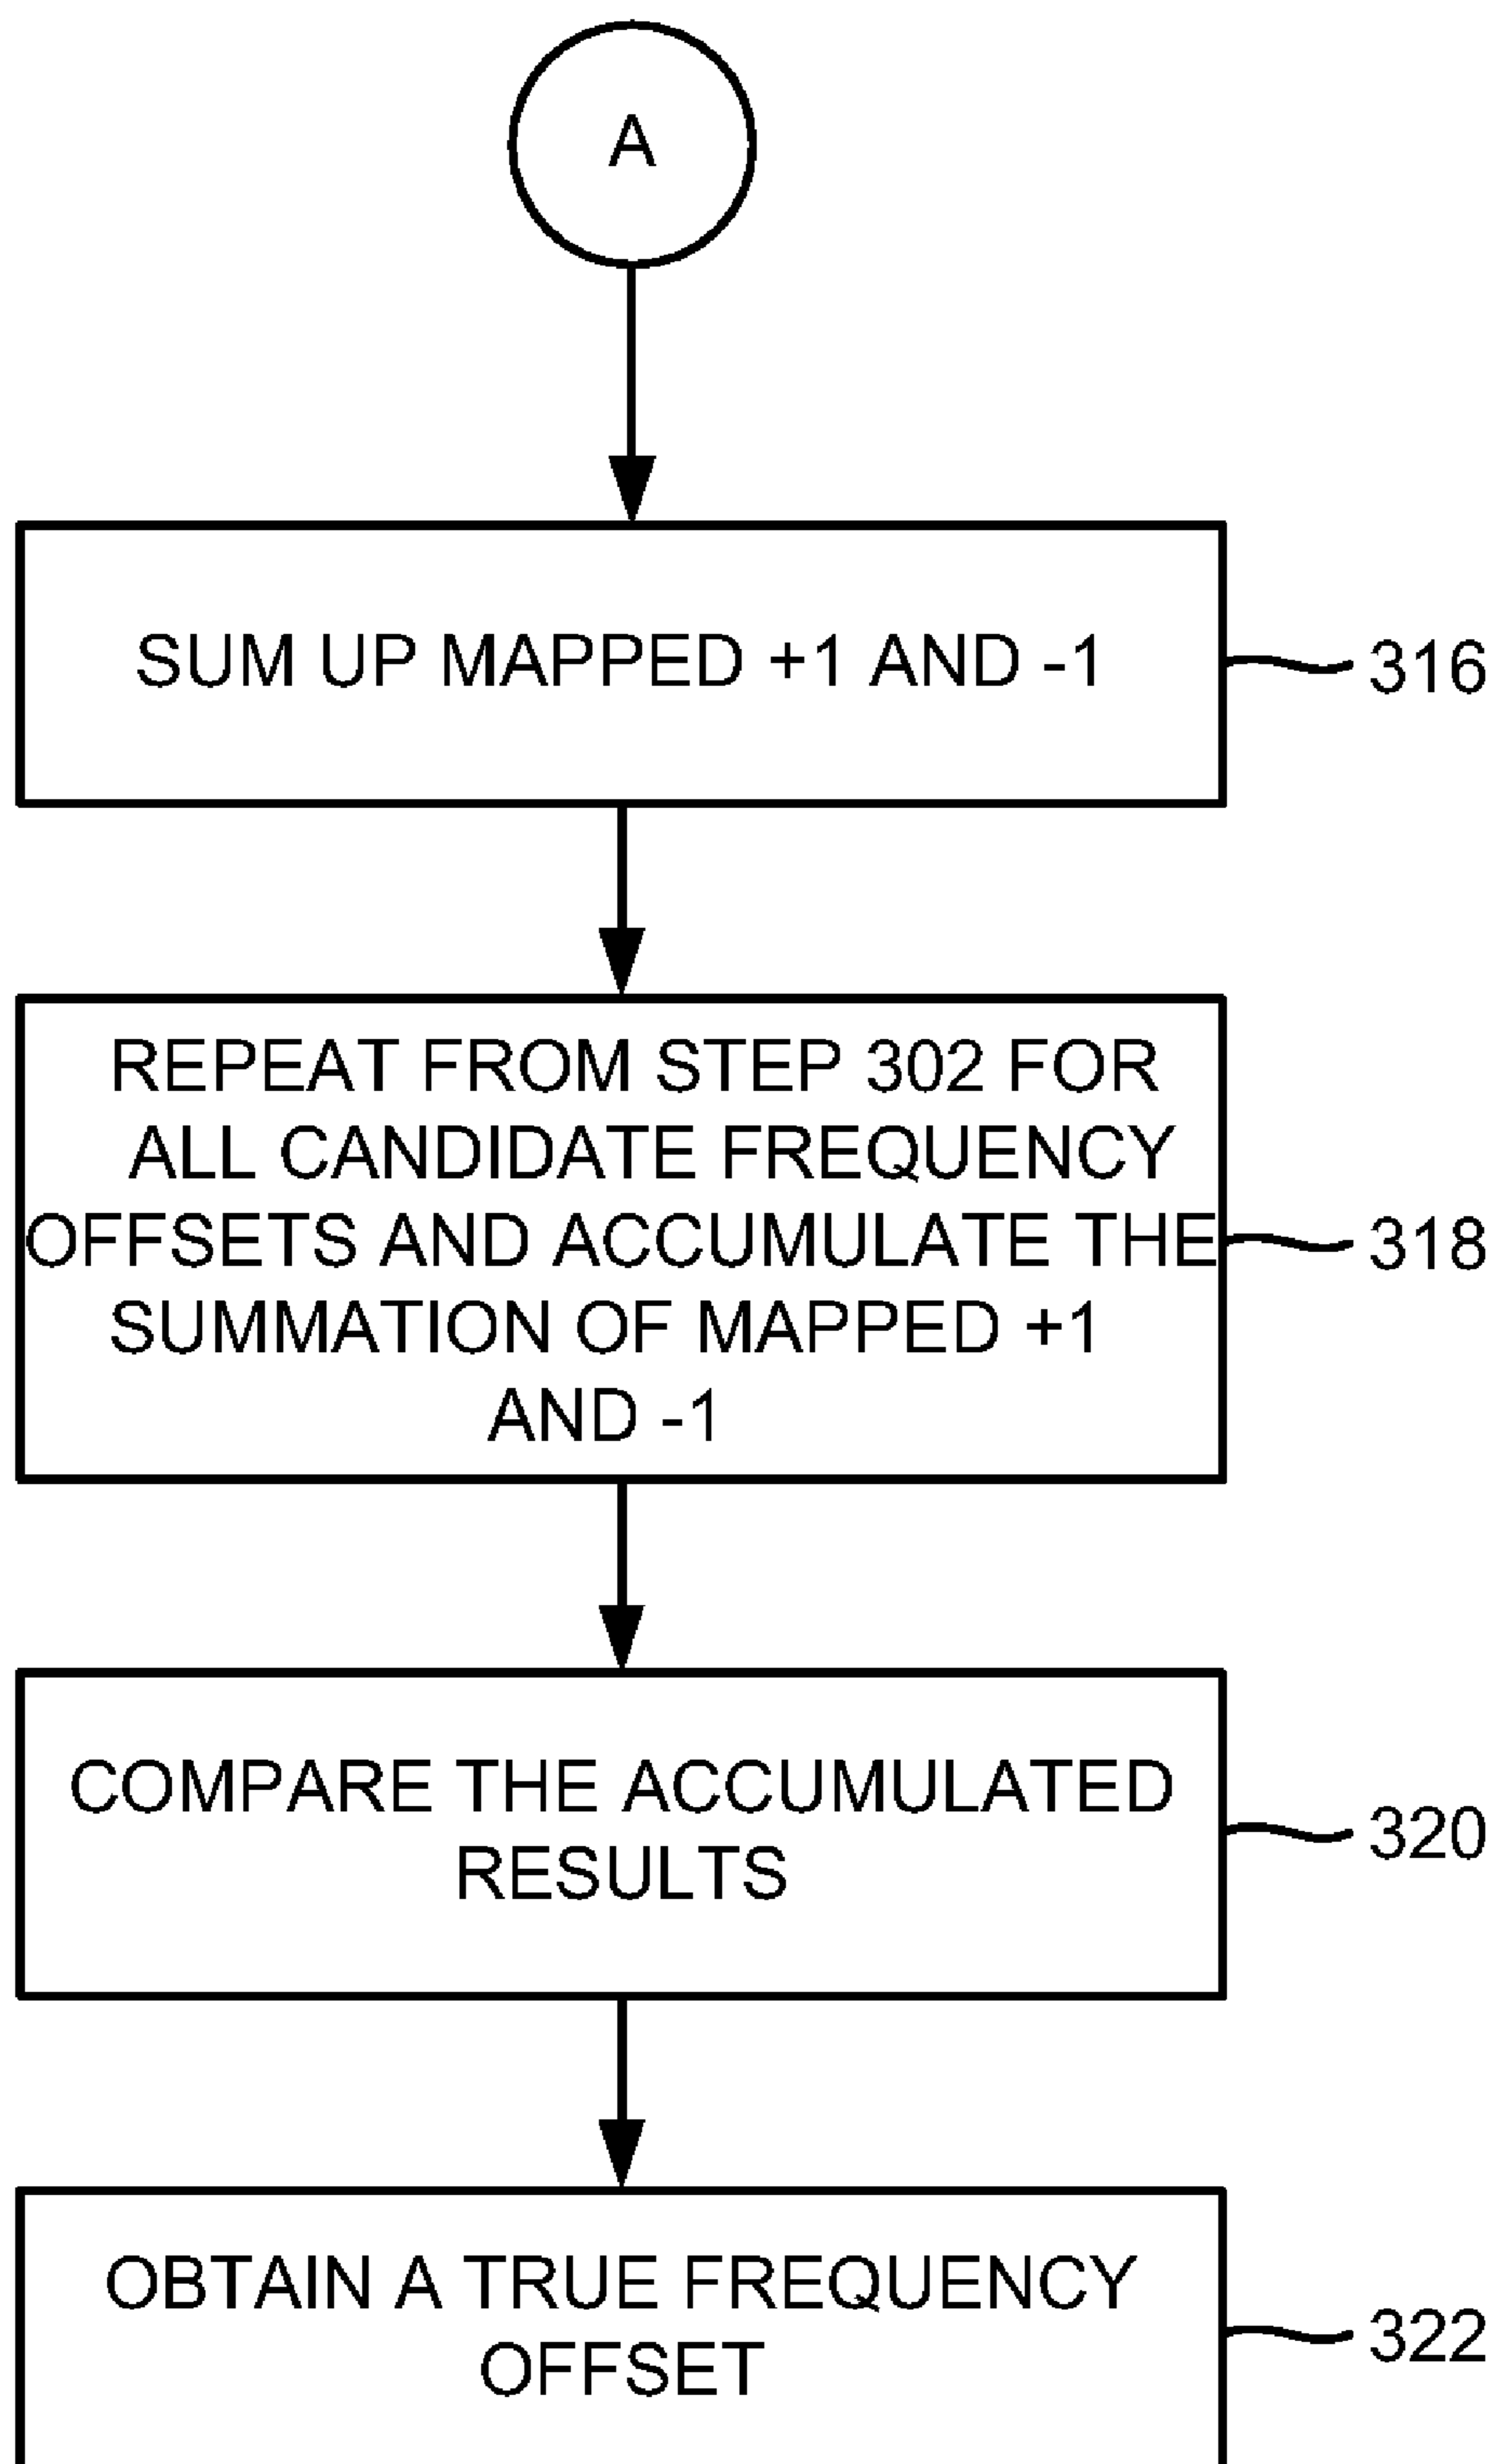 A
SUM UP MAPPED +1 AND -1
316
REPEAT FROM STEP 302 FOR
ALL CANDIDATE FREQUENCY
OFFSETS AND ACCUMULATE THE
SUMMATION OF MAPPED +1
AND -1
318
COMPARE THE ACCUMULATED
RESULTS
320
OBTAIN A TRUE FREQUENCY
OFFSET
322